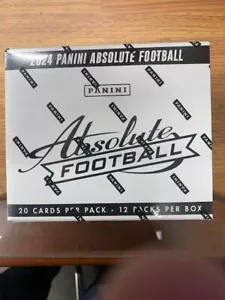 2024 PANINI ABSOLUTE FOOTBALL
PANINI
Absolute
FOOTBALL
20 CARDS PER PACK - 12 PACKS PER BOX